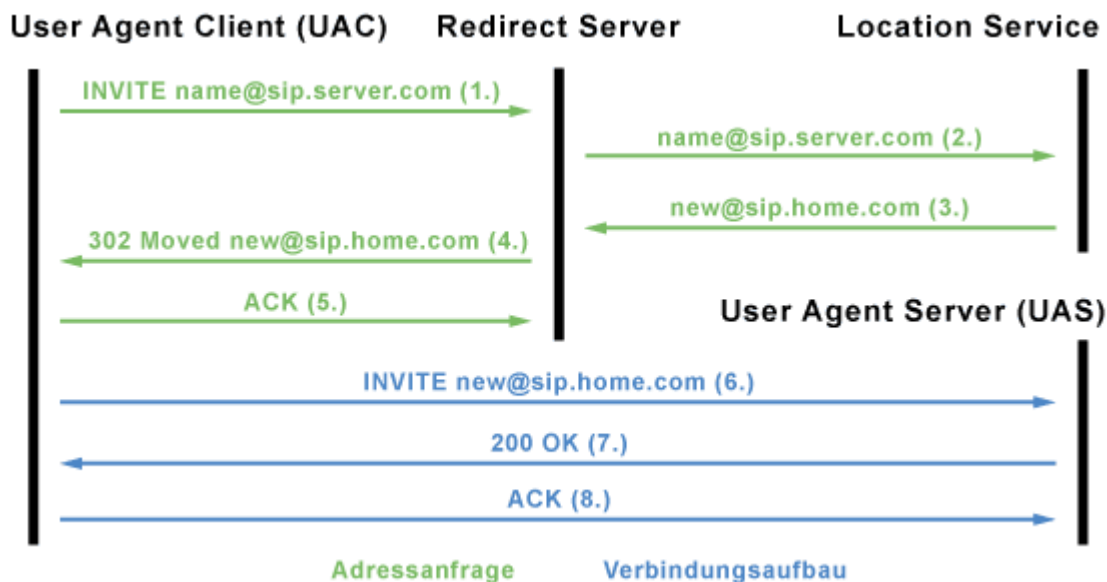 User Agent Client (UAC) Redirect Server Location Service
INVITE name@sip.server.com (1.)
name@sip.server.com (2.)
new@sip.home.com (3.)
302 Moved new@sip.home.com (4.)
ACK (5.)
User Agent Server (UAS)
INVITE new@sip.home.com (6.)
200 OK (7.)
ACK (8.)
Adressanfrage Verbindungsaufbau